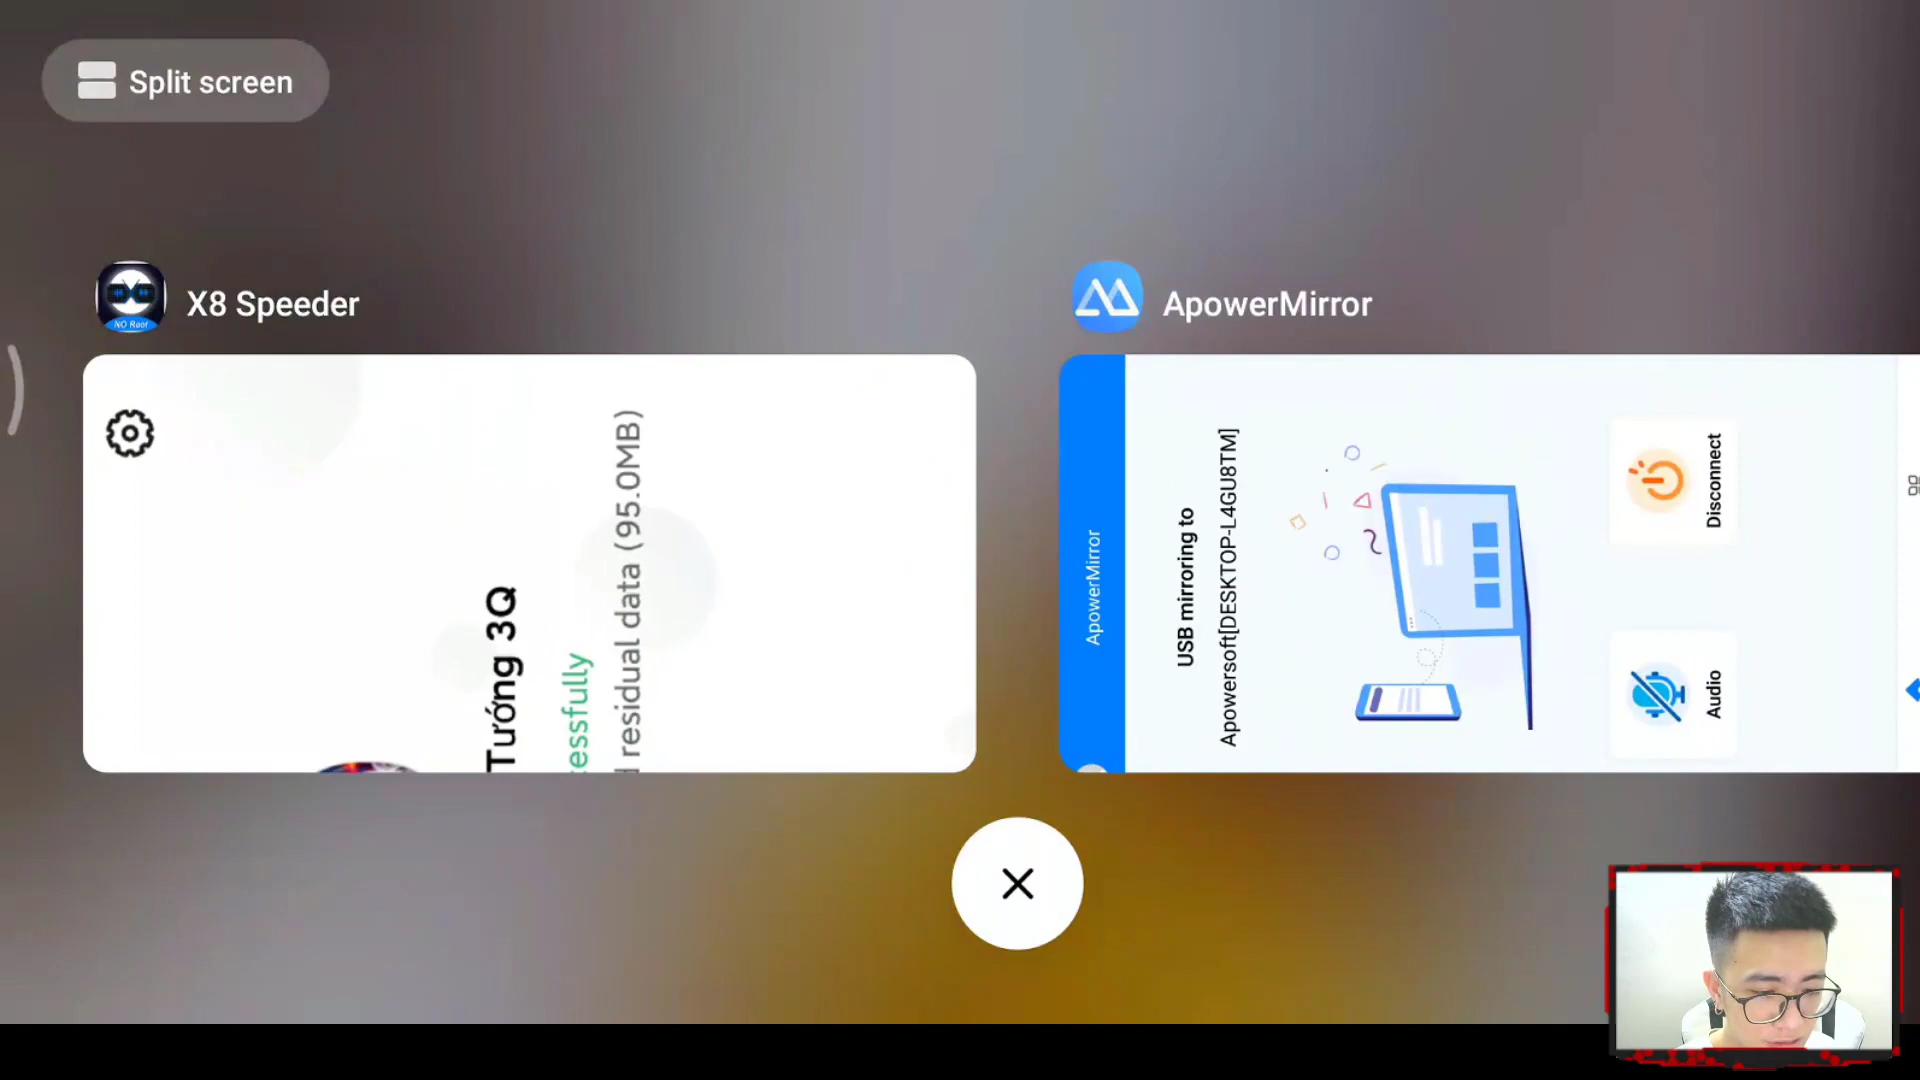 Split screen
X8 Speeder
NO Root
Tướng 3Q
residual data (95.0MB)
ApowerMirror
ApowerMirror
USB mirroring to
Apowersoft[DESKTOP-L4GU8TM]
Disconnect
Audio